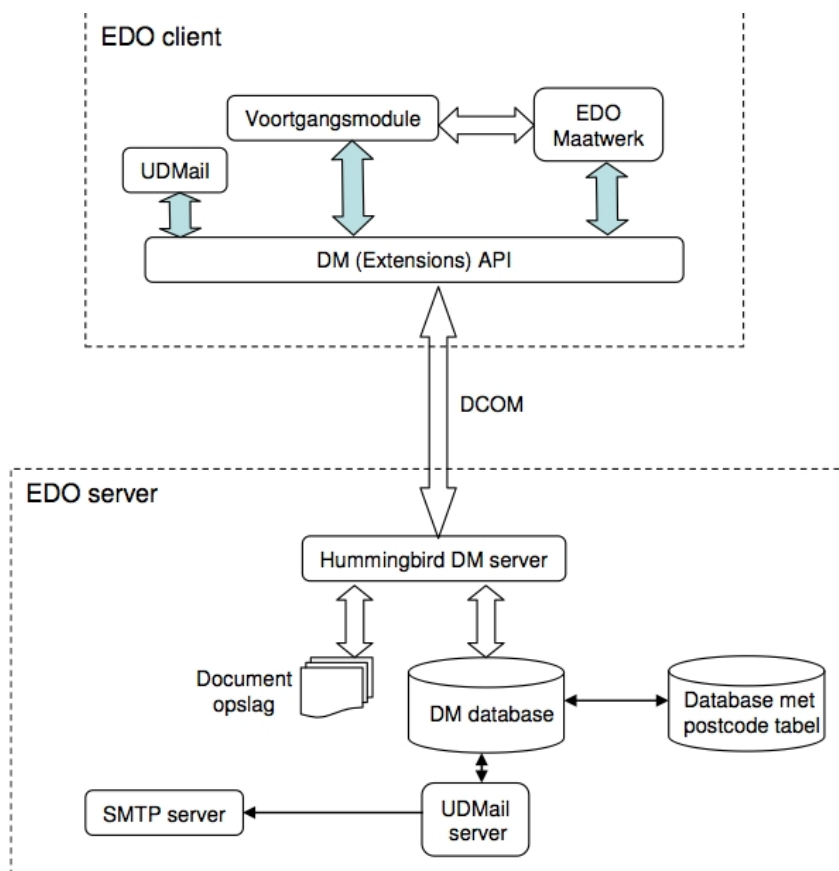 EDO client
Voortgangsmodule
EDO
Maatwerk
UDMail
DM (Extensions) API
DCOM
EDO server
Hummingbird DM server
Document
opslag
DM database
Database met
postcode tabel
SMTP server
UDMail
server